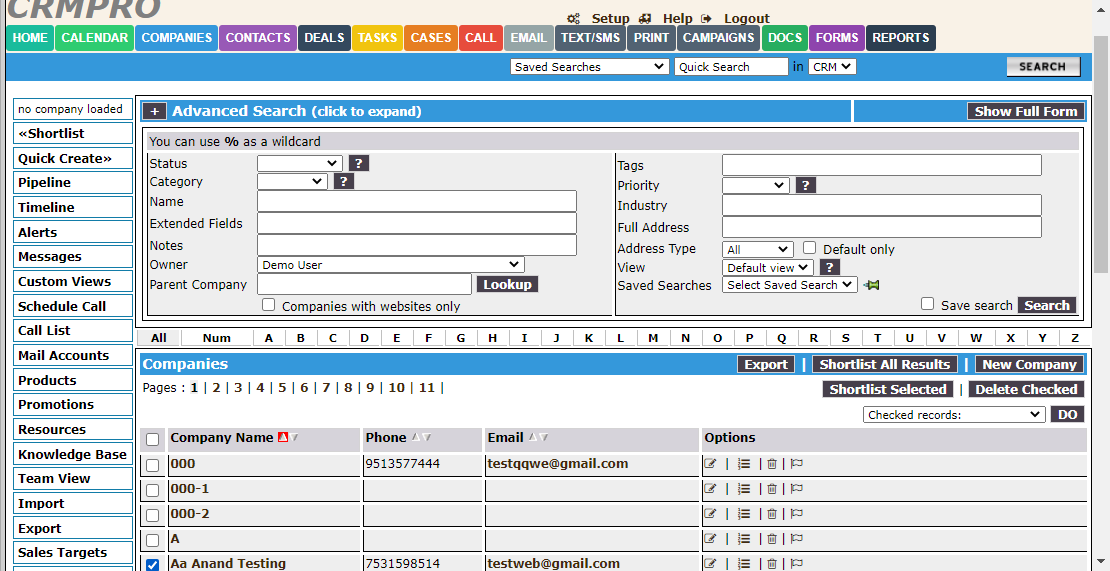 CRMPRO
Setup Help Logout
HOME CALENDAR COMPANIES CONTACTS DEALS TASKS CASES CALL EMAIL TEXT/SMS PRINT CAMPAIGNS DOCS FORMS REPORTS
Saved Searches Quick Search in CRM SEARCH
no company loaded
«Shortlist
Quick Create»
Pipeline
Timeline
Alerts
Messages
Custom Views
Schedule Call
Call List
Mail Accounts
Products
Promotions
Resources
Knowledge Base
Team View
Import
Export
Sales Targets
+ Advanced Search (click to expand) Show Full Form
You can use % as a wildcard
Status ?
Category ?
Name
Extended Fields
Notes
Owner Demo User
Parent Company Lookup
Companies with websites only
Tags
Priority ?
Industry
Full Address
Address Type All Default only
View Default view ?
Saved Searches Select Saved Search
Save search Search
All Num A B C D E F G H I J K L M N O P Q R S T U V W X Y Z
Companies Export | Shortlist All Results | New Company
Pages : 1 | 2 | 3 | 4 | 5 | 6 | 7 | 8 | 9 | 10 | 11 |
Shortlist Selected | Delete Checked
Checked records: DO
Company Name Phone Email Options
000 9513577444 testqqwe@gmail.com | | |
000-1 | | |
000-2 | | |
A | | |
Aa Anand Testing 7531598514 testweb@gmail.com | | |